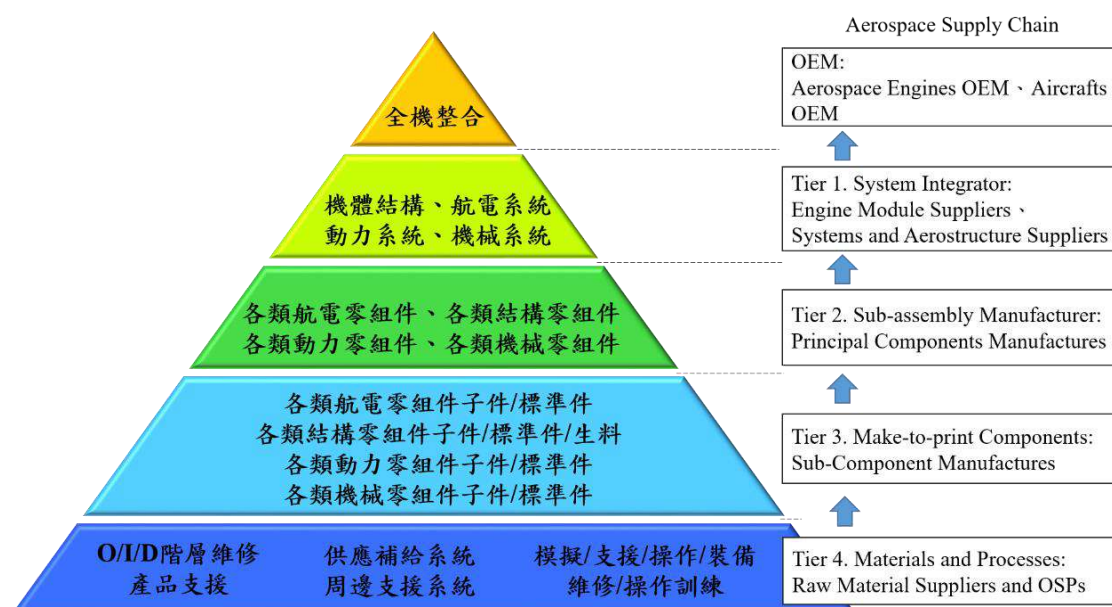 全機整合
機體結構、航電系統
動力系統、機械系統
各類航電零組件、各類結構零組件
各類動力零組件、各類機械零組件
各類航電零組件子件/標準件
各類結構零組件子件/標準件/生料
各類動力零組件子件/標準件
各類機械零組件子件/標準件
O/I/D階層維修
產品支援
供應補給系統
周邊支援系統
模擬/支援/操作/裝備
維修/操作訓練
Aerospace Supply Chain
OEM:
Aerospace Engines OEM、Aircrafts
OEM
Tier 1. System Integrator:
Engine Module Suppliers、
Systems and Aerostructure Suppliers
Tier 2. Sub-assembly Manufacturer:
Principal Components Manufactures
Tier 3. Make-to-print Components:
Sub-Component Manufactures
Tier 4. Materials and Processes:
Raw Material Suppliers and OSPs